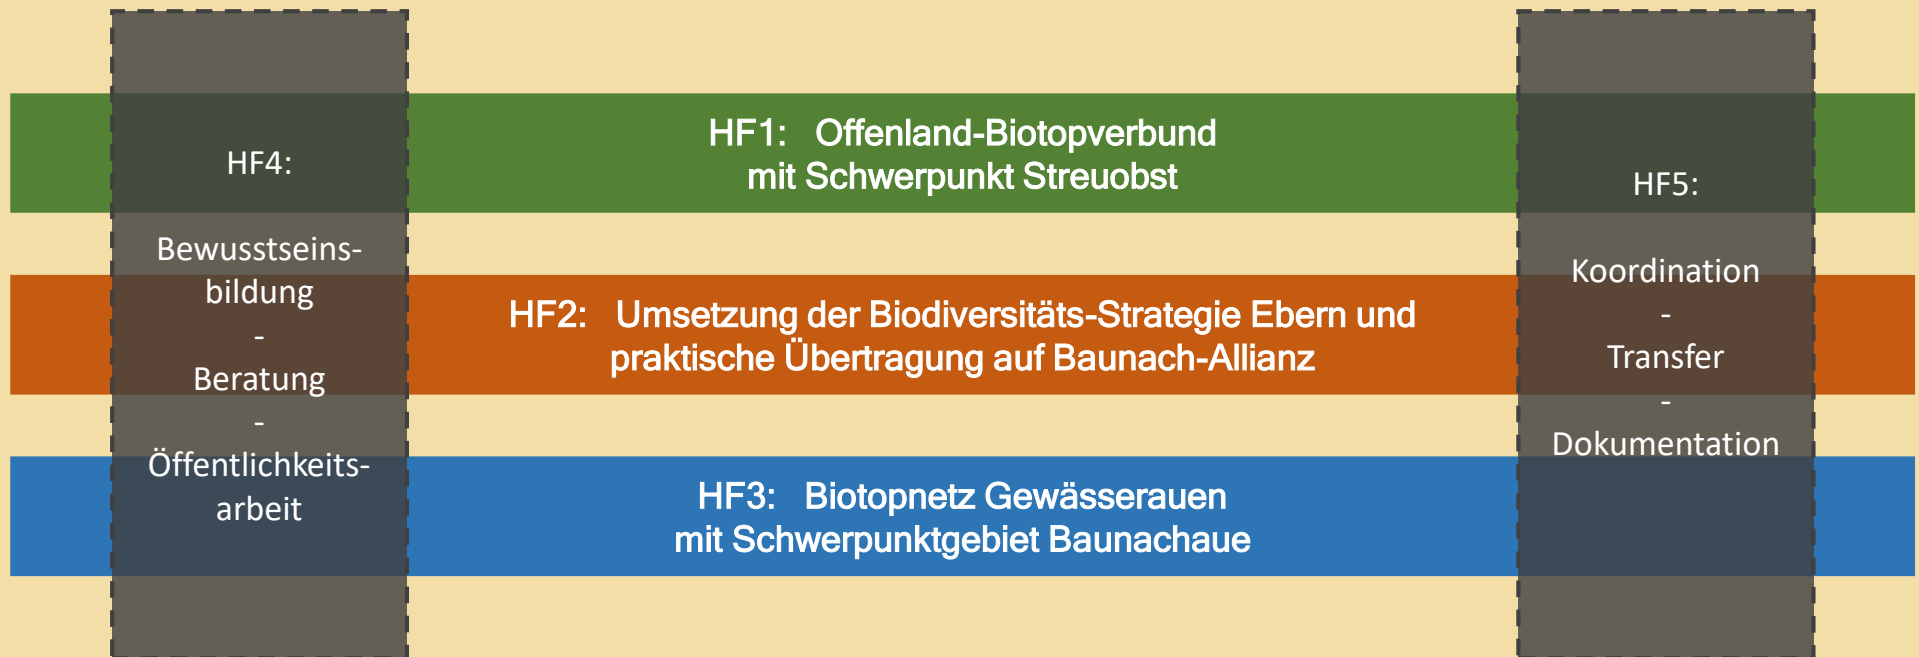 HF1: Offenland-Biotopverbund
mit Schwerpunkt Streuobst
HF2: Umsetzung der Biodiversitäts-Strategie Ebern und
praktische Übertragung auf Baunach-Allianz
HF3: Biotopnetz Gewässerauen
mit Schwerpunktgebiet Baunachaue
HF4:
Bewusstseins-
bildung
-
Beratung
-
Öffentlichkeits-
arbeit
HF5:
Koordination
-
Transfer
-
Dokumentation